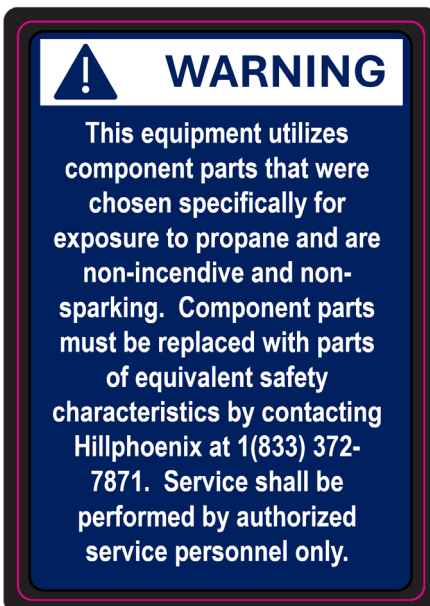 WARNING
This equipment utilizes
component parts that were
chosen specifically for
exposure to propane and are
non-incendive and non-
sparking.  Component parts
must be replaced with parts
of equivalent safety
characteristics by contacting
Hillphoenix at 1(833) 372-
7871.  Service shall be
performed by authorized
service personnel only.